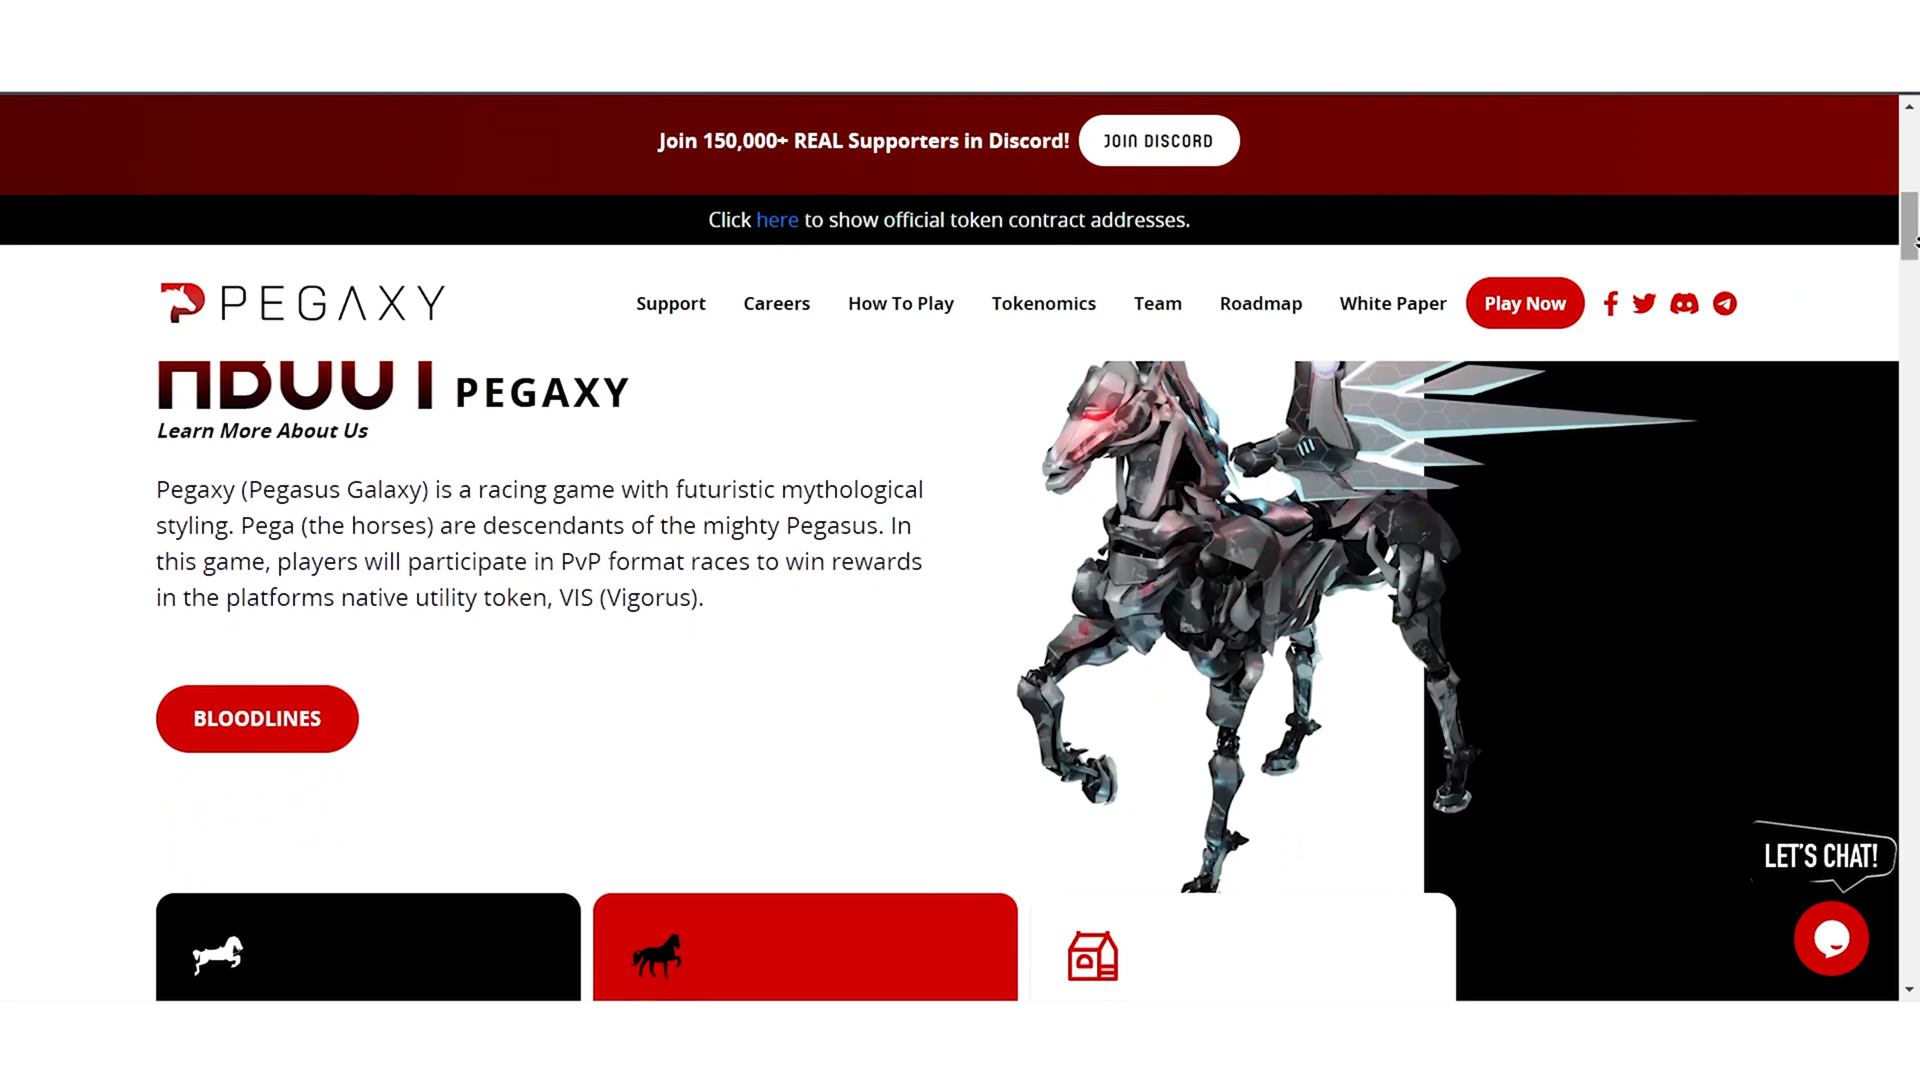 Join 150,000+ REAL Supporters in Discord! JOIN DISCORD
Click here to show official token contract addresses.
PEGAXY
Support Careers How To Play Tokenomics Team Roadmap White Paper Play Now
ABOUT PEGAXY
Learn More About Us
Pegaxy (Pegasus Galaxy) is a racing game with futuristic mythological
styling. Pega (the horses) are descendants of the mighty Pegasus. In
this game, players will participate in PvP format races to win rewards
in the platforms native utility token, VIS (Vigorus).
BLOODLINES
LET'S CHAT!